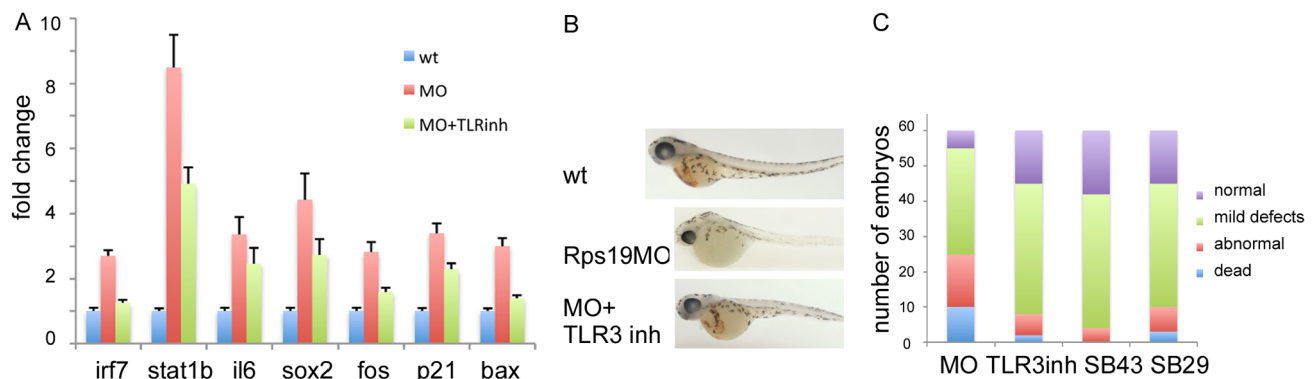 A
10
8
6
4
2
0
fold change
wt
MO
MO+TLRinh
irf7 stat1b il6 sox2 fos p21 bax
B
wt
Rps19MO
MO+
TLR3 inh
C
60
50
40
30
20
10
0
number of embryos
normal
mild defects
abnormal
dead
MO TLR3inh SB43 SB29